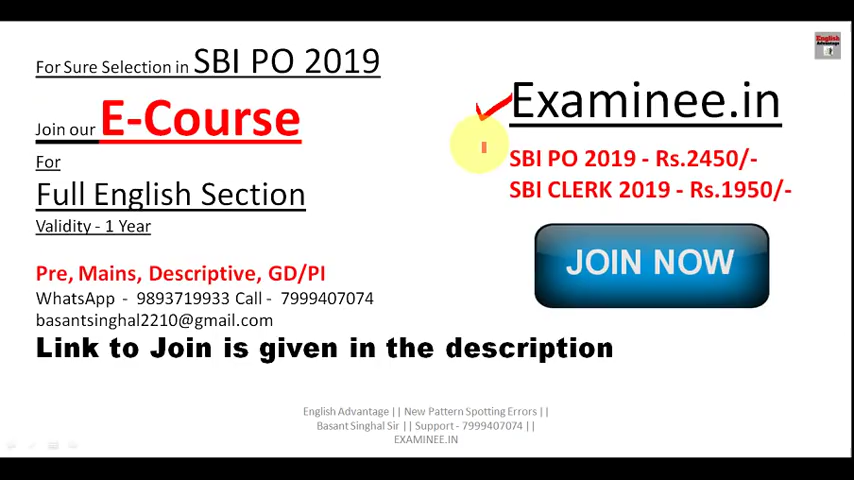 English
Advantage
For Sure Selection in SBI PO 2019
Join our E-Course
For
Full English Section
Validity - 1 Year
Pre, Mains, Descriptive, GD/PI
WhatsApp - 9893719933 Call - 7999407074
basantsinghal2210@gmail.com
Link to Join is given in the description
Examinee.in
SBI PO 2019 - Rs.2450/-
SBI CLERK 2019 - Rs.1950/-
JOIN NOW
English Advantage || New Pattern Spotting Errors ||
Basant Singhal Sir || Support - 7999407074 ||
EXAMINEE.IN